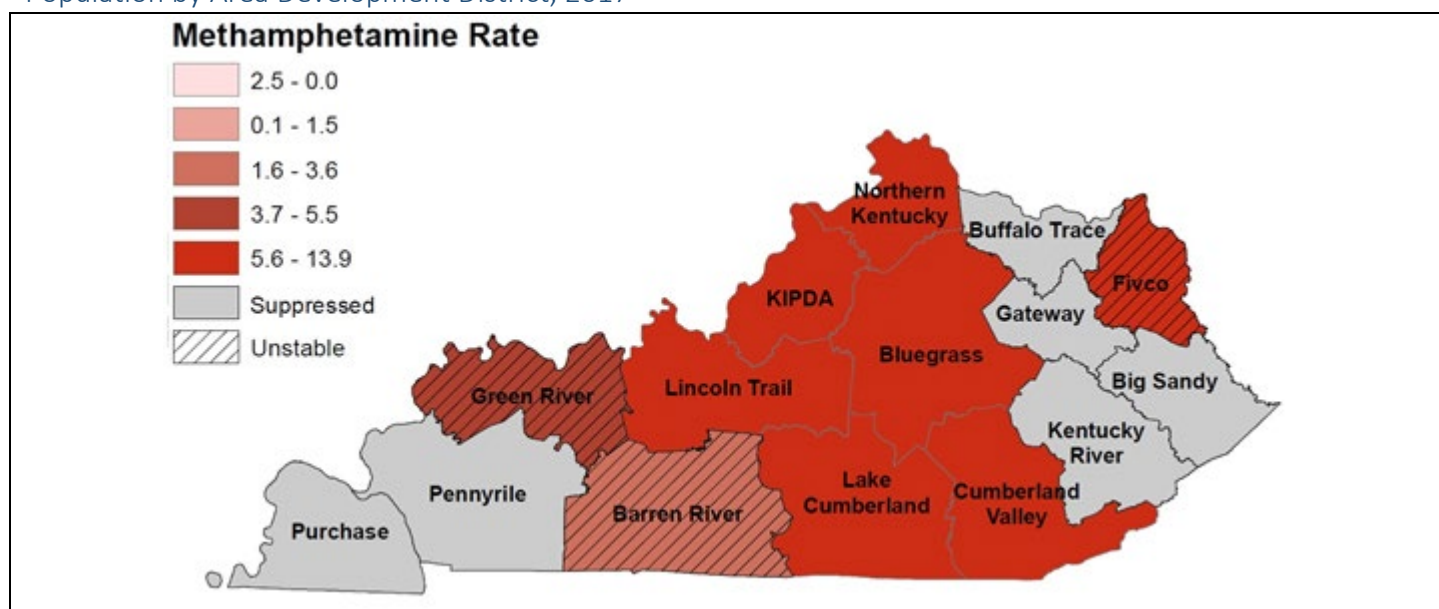 Population by Area Development District, 2017
Methamphetamine Rate
2.5 - 0.0
0.1 - 1.5
1.6 - 3.6
3.7 - 5.5
5.6 - 13.9
Suppressed
Unstable
Northern
Kentucky
Buffalo Trace
Fivco
KIPDA
Gateway
Bluegrass
Big Sandy
Lincoln Trail
Green River
Kentucky
River
Lake
Cumberland
Cumberland
Valley
Pennyrile
Barren River
Purchase